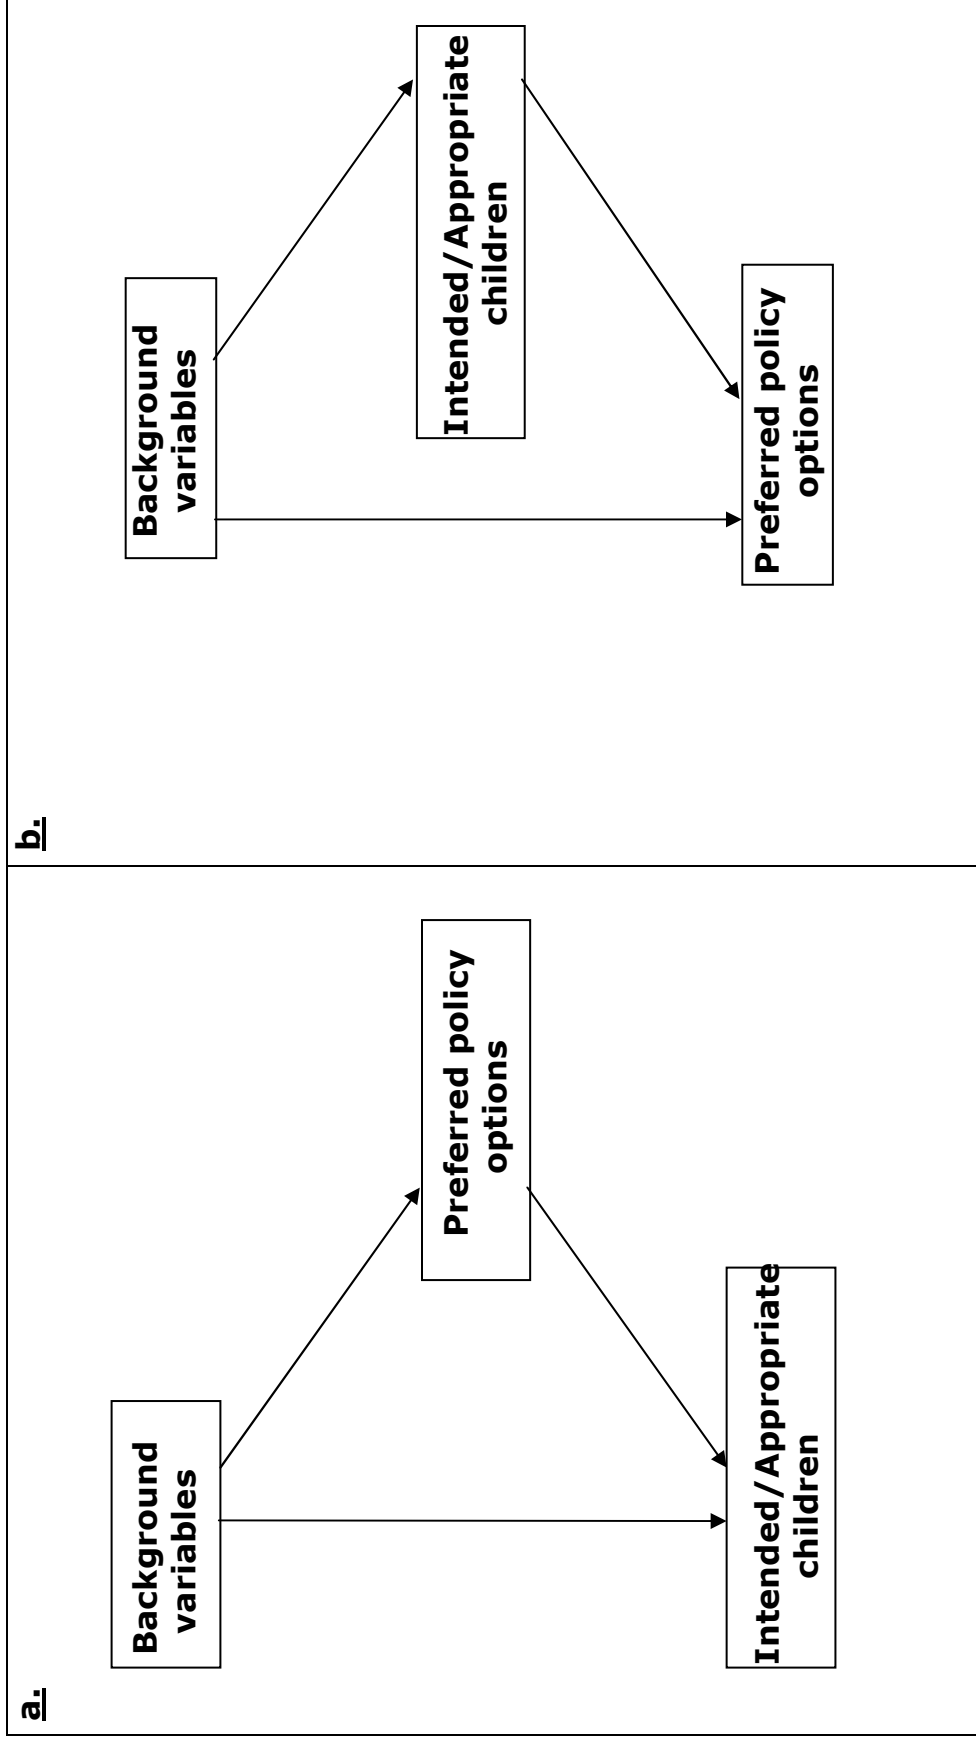 a.
Background
variables
Preferred policy
options
Intended/Appropriate
children
b.
Background
variables
Intended/Appropriate
children
Preferred policy
options